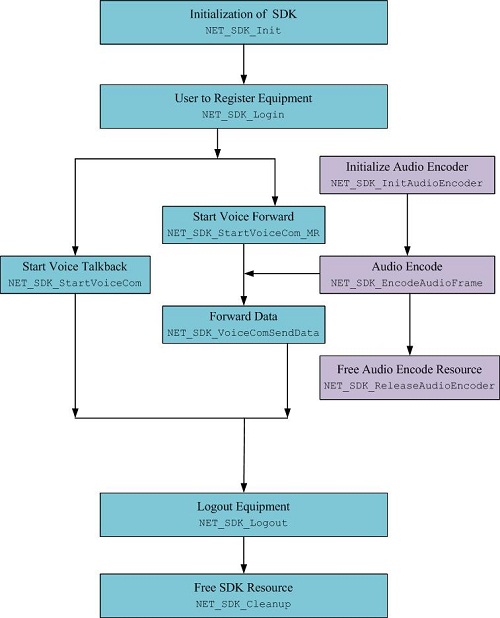 Initialization of SDK
NET_SDK_Init
User to Register Equipment
NET_SDK_Login
Initialize Audio Encoder
NET_SDK_InitAudioEncoder
Start Voice Forward
NET_SDK_StartVoiceCom_MR
Start Voice Talkback
NET_SDK_StartVoiceCom
Audio Encode
NET_SDK_EncodeAudioFrame
Forward Data
NET_SDK_VoiceComSendData
Free Audio Encode Resource
NET_SDK_ReleaseAudioEncoder
Logout Equipment
NET_SDK_Logout
Free SDK Resource
NET_SDK_Cleanup